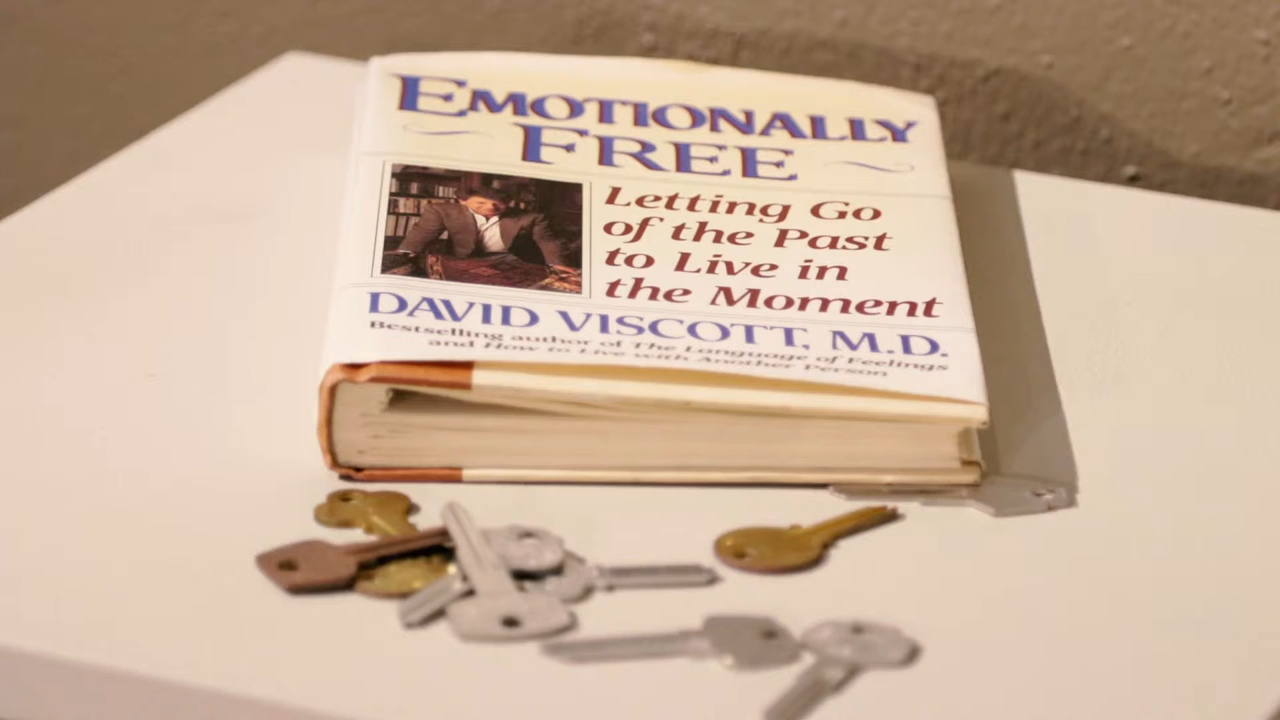 EMOTIONALLY
FREE
Letting Go
of the Past
to Live in
the Moment
DAVID VISCOTT, M.D.
Bestselling author of The Language of Feelings
and How to Live with Another Person